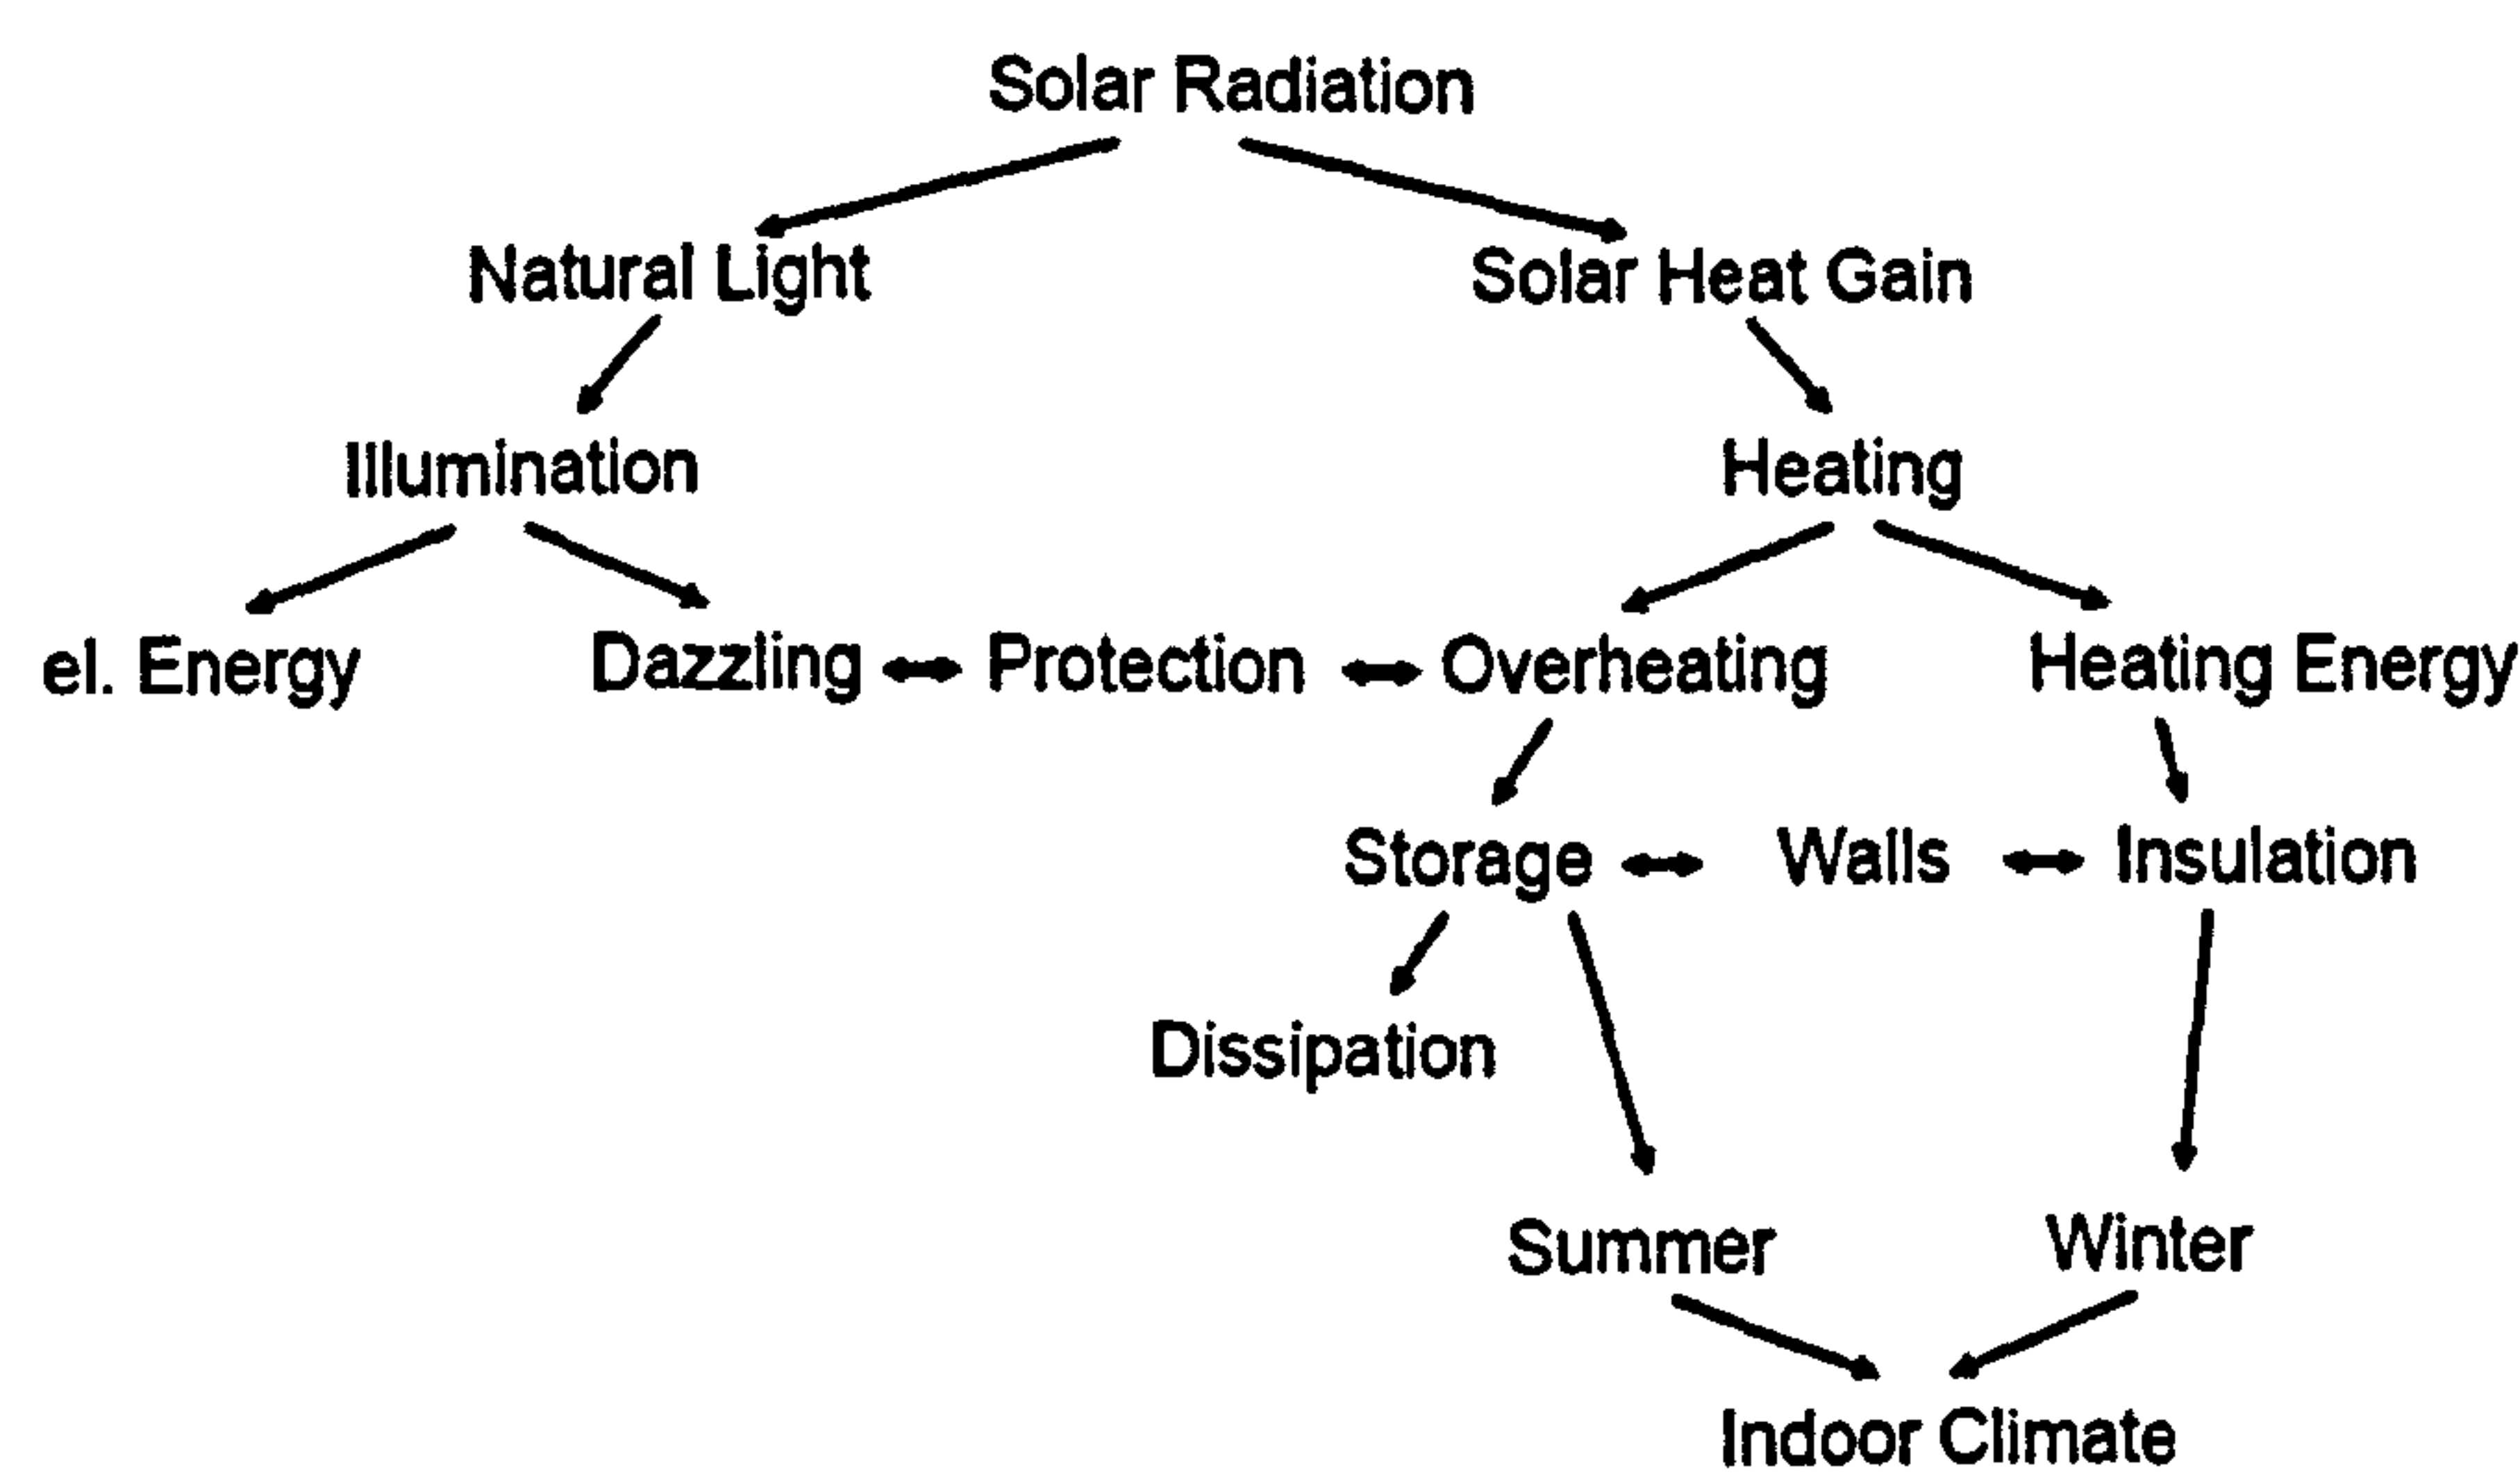 Solar Radiation
Natural Light Solar Heat Gain
Illumination Heating
el. Energy Dazzling Protection Overheating Heating Energy
Storage Walls Insulation
Dissipation
Summer Winter
Indoor Climate